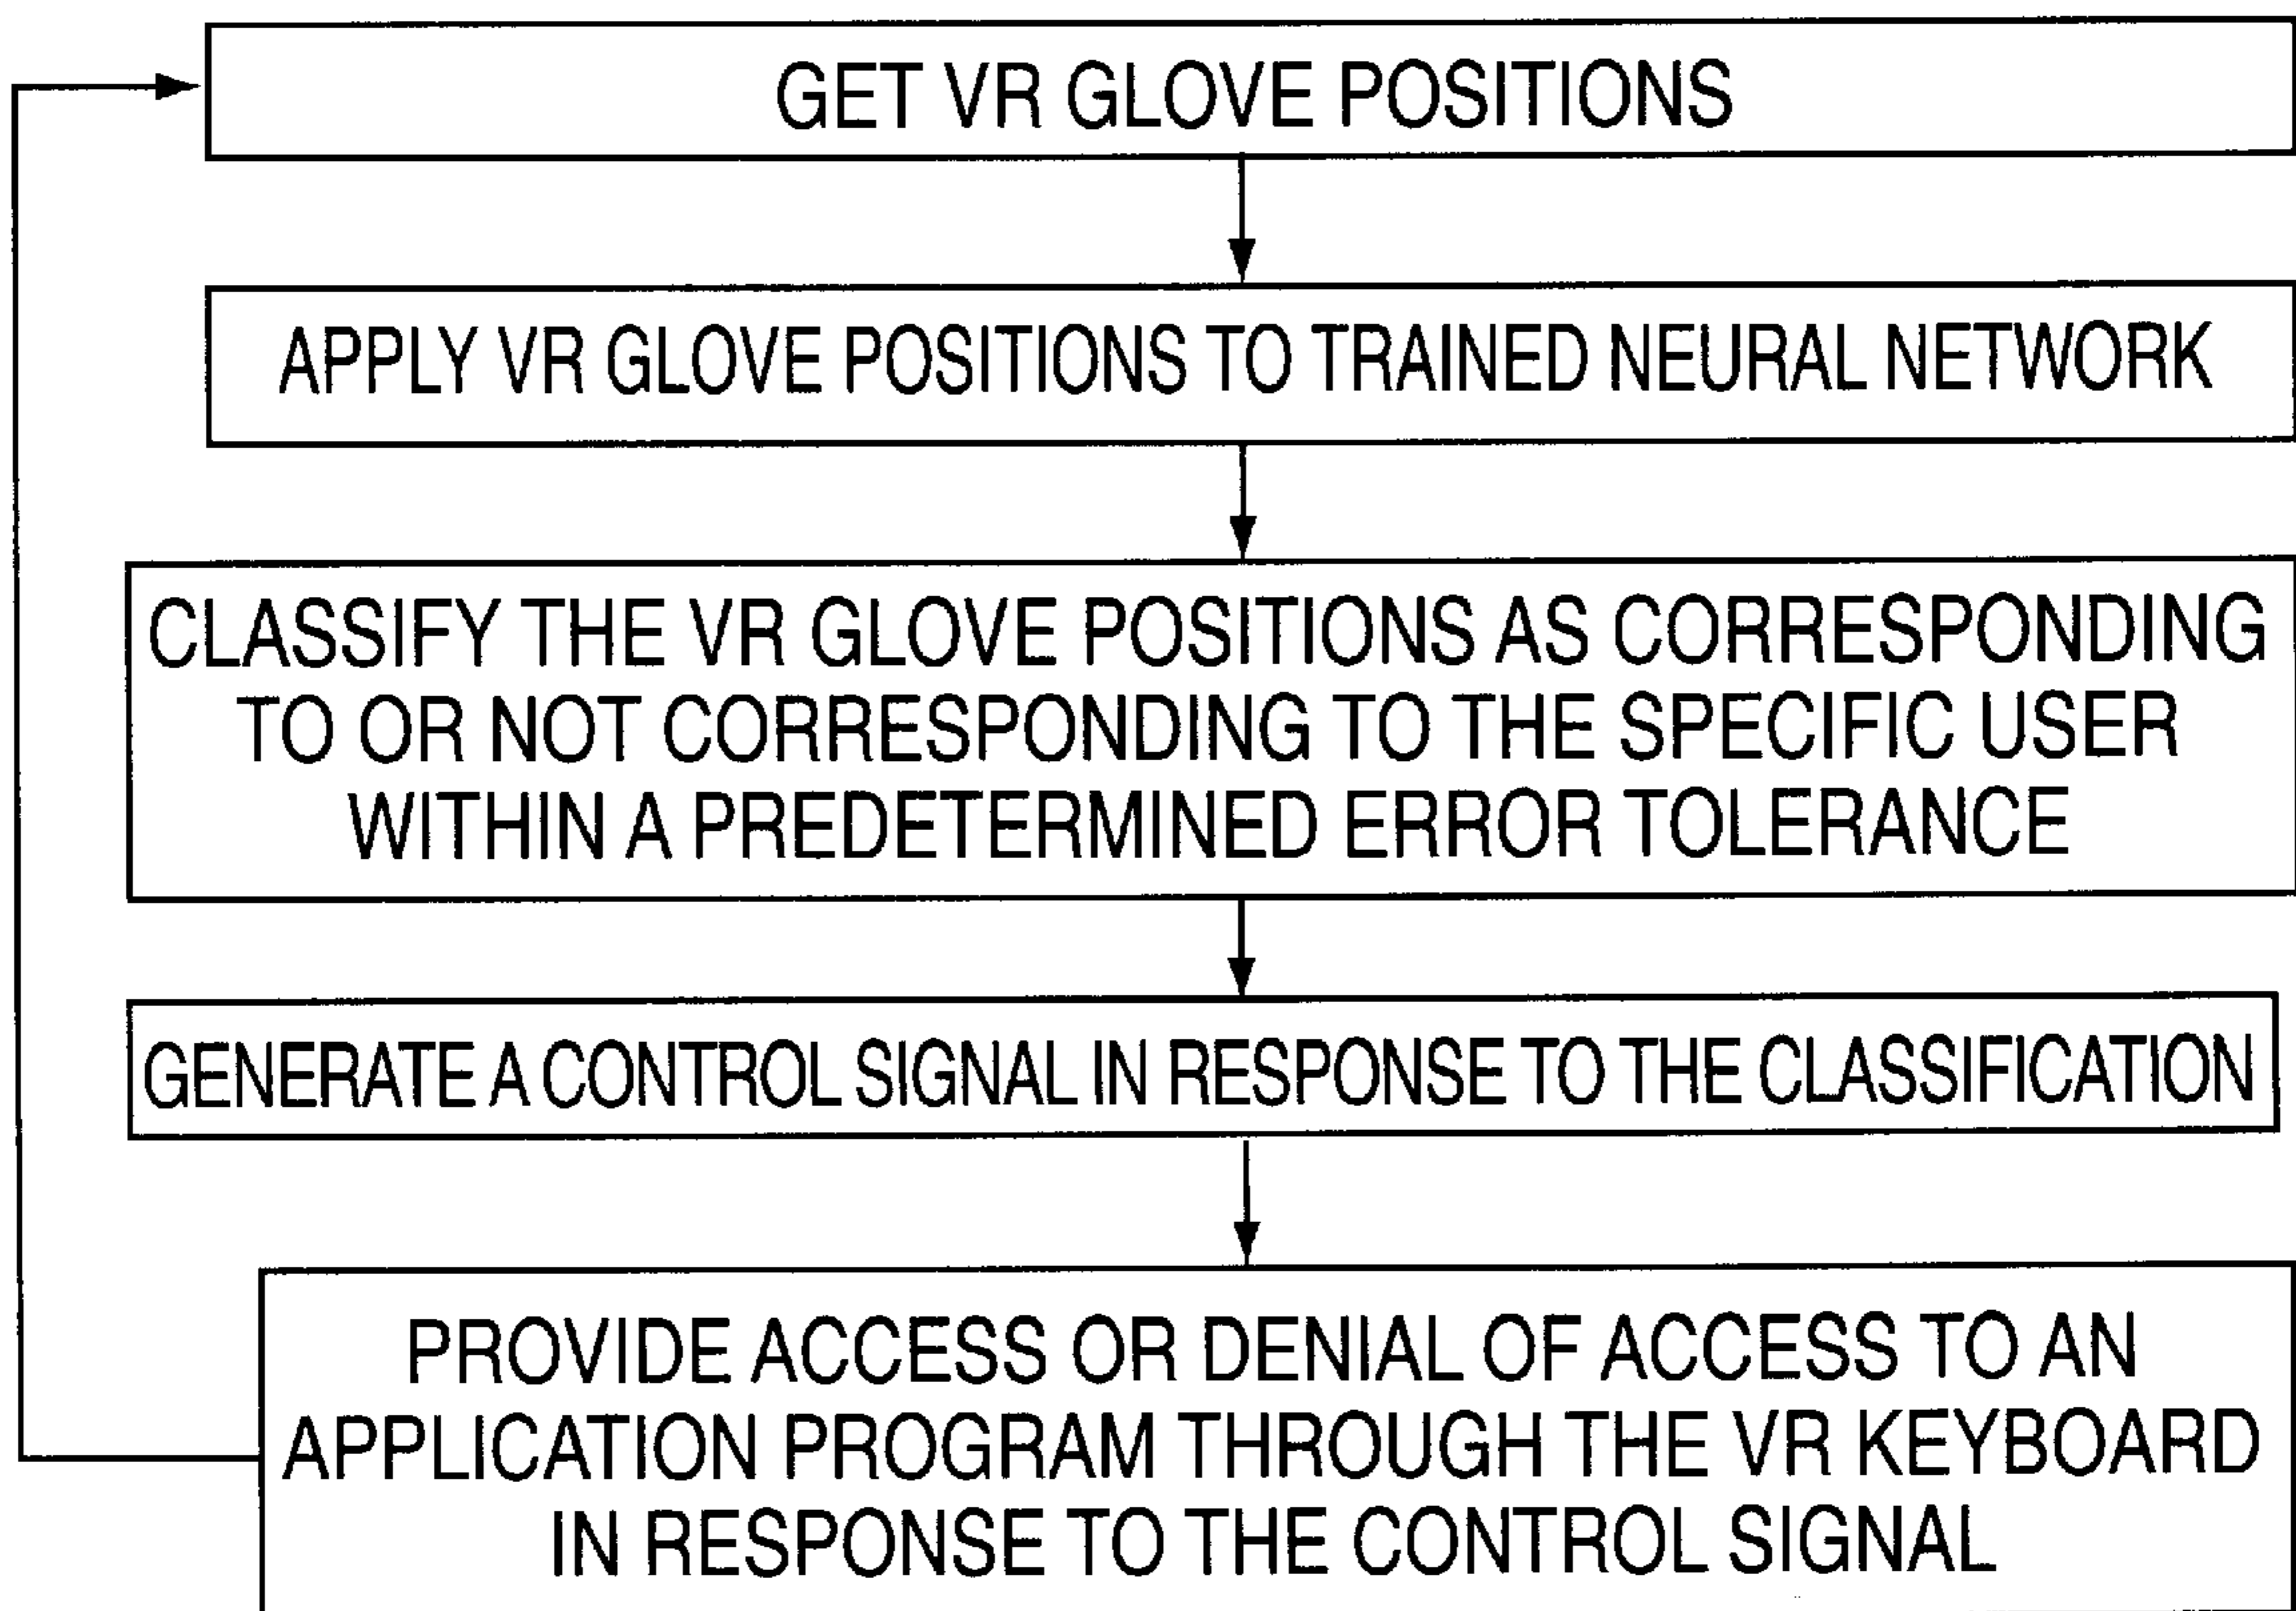 GET VR GLOVE POSITIONS
APPLY VR GLOVE POSITIONS TO TRAINED NEURAL NETWORK
CLASSIFY THE VR GLOVE POSITIONS AS CORRESPONDING
TO OR NOT CORRESPONDING TO THE SPECIFIC USER
WITHIN A PREDETERMINED ERROR TOLERANCE
GENERATE A CONTROL SIGNAL IN RESPONSE TO THE CLASSIFICATION
PROVIDE ACCESS OR DENIAL OF ACCESS TO AN
APPLICATION PROGRAM THROUGH THE VR KEYBOARD
IN RESPONSE TO THE CONTROL SIGNAL